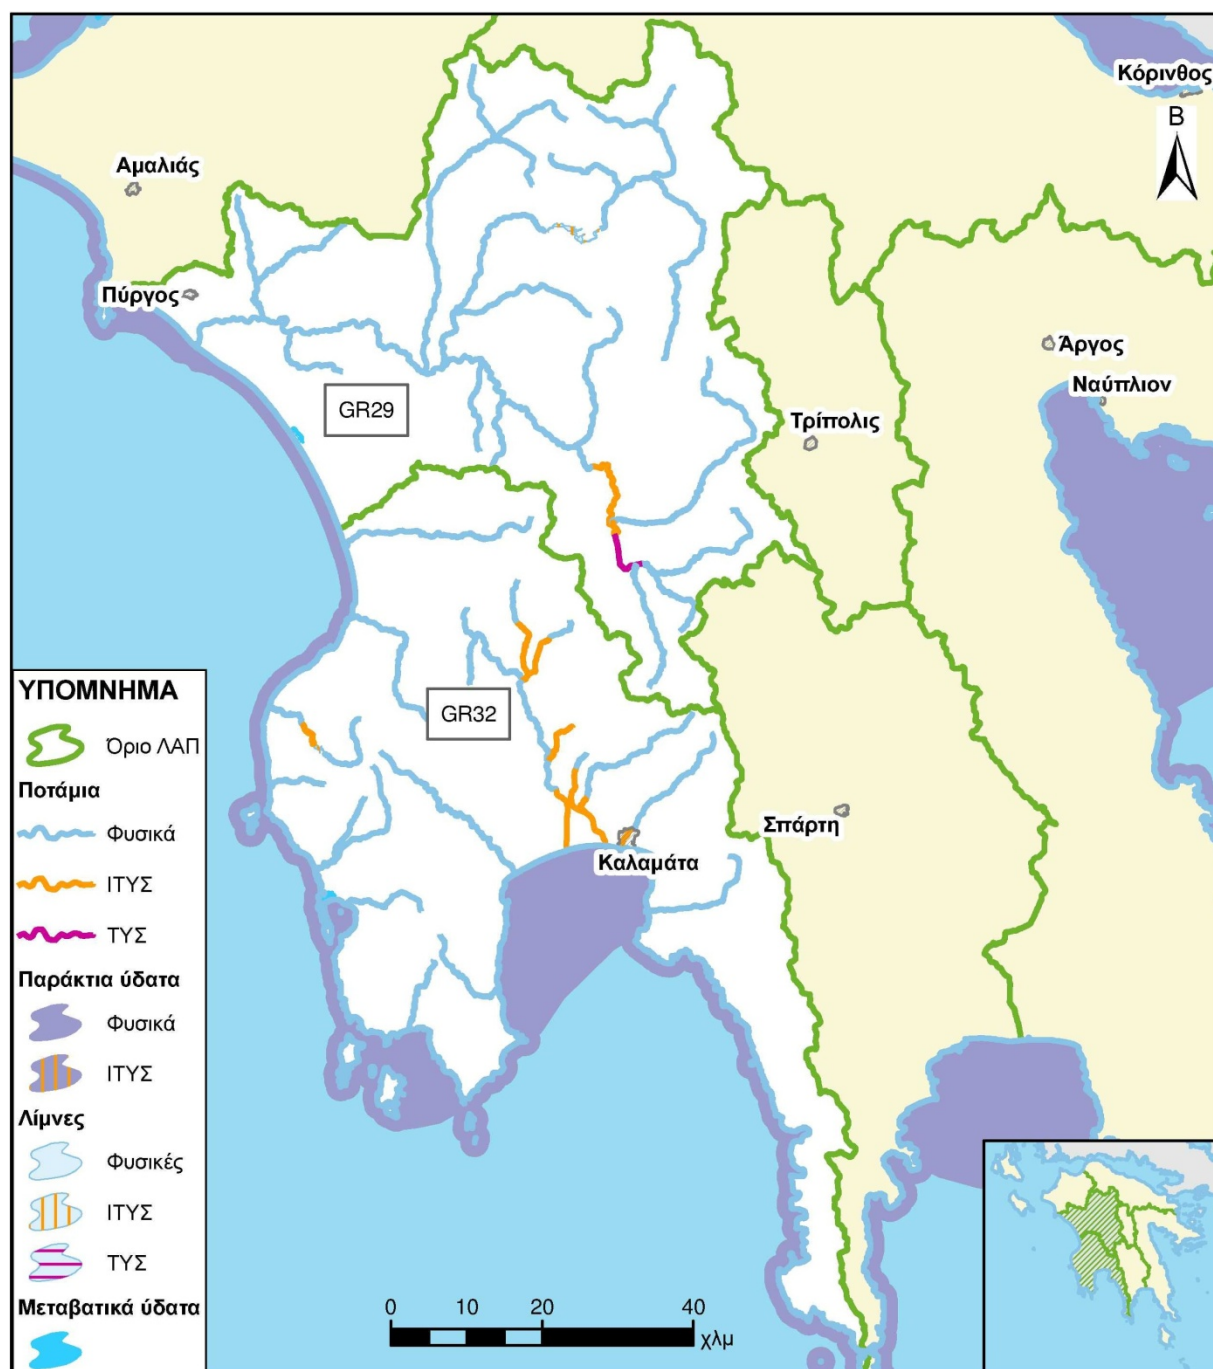 Κόρινθος
Β
Αμαλιάς
Πύργος
Άργος
Ναύπλιον
GR29
Τρίπολις
GR32
Σπάρτη
Καλαμάτα
ΥΠΟΜΝΗΜΑ
Όριο ΛΑΠ
Ποτάμια
Φυσικά
ΙΤΥΣ
ΤΥΣ
Παράκτια ύδατα
Φυσικά
ΙΤΥΣ
Λίμνες
Φυσικές
ΙΤΥΣ
ΤΥΣ
Μεταβατικά ύδατα
0 10 20 40
χλμ